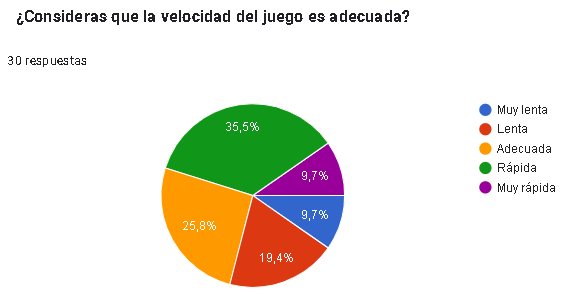 ¿Consideras que la velocidad del juego es adecuada?
30 respuestas
35,5%
9,7%
9,7%
25,8%
19,4%
Muy lenta
Lenta
Adecuada
Rápida
Muy rápida